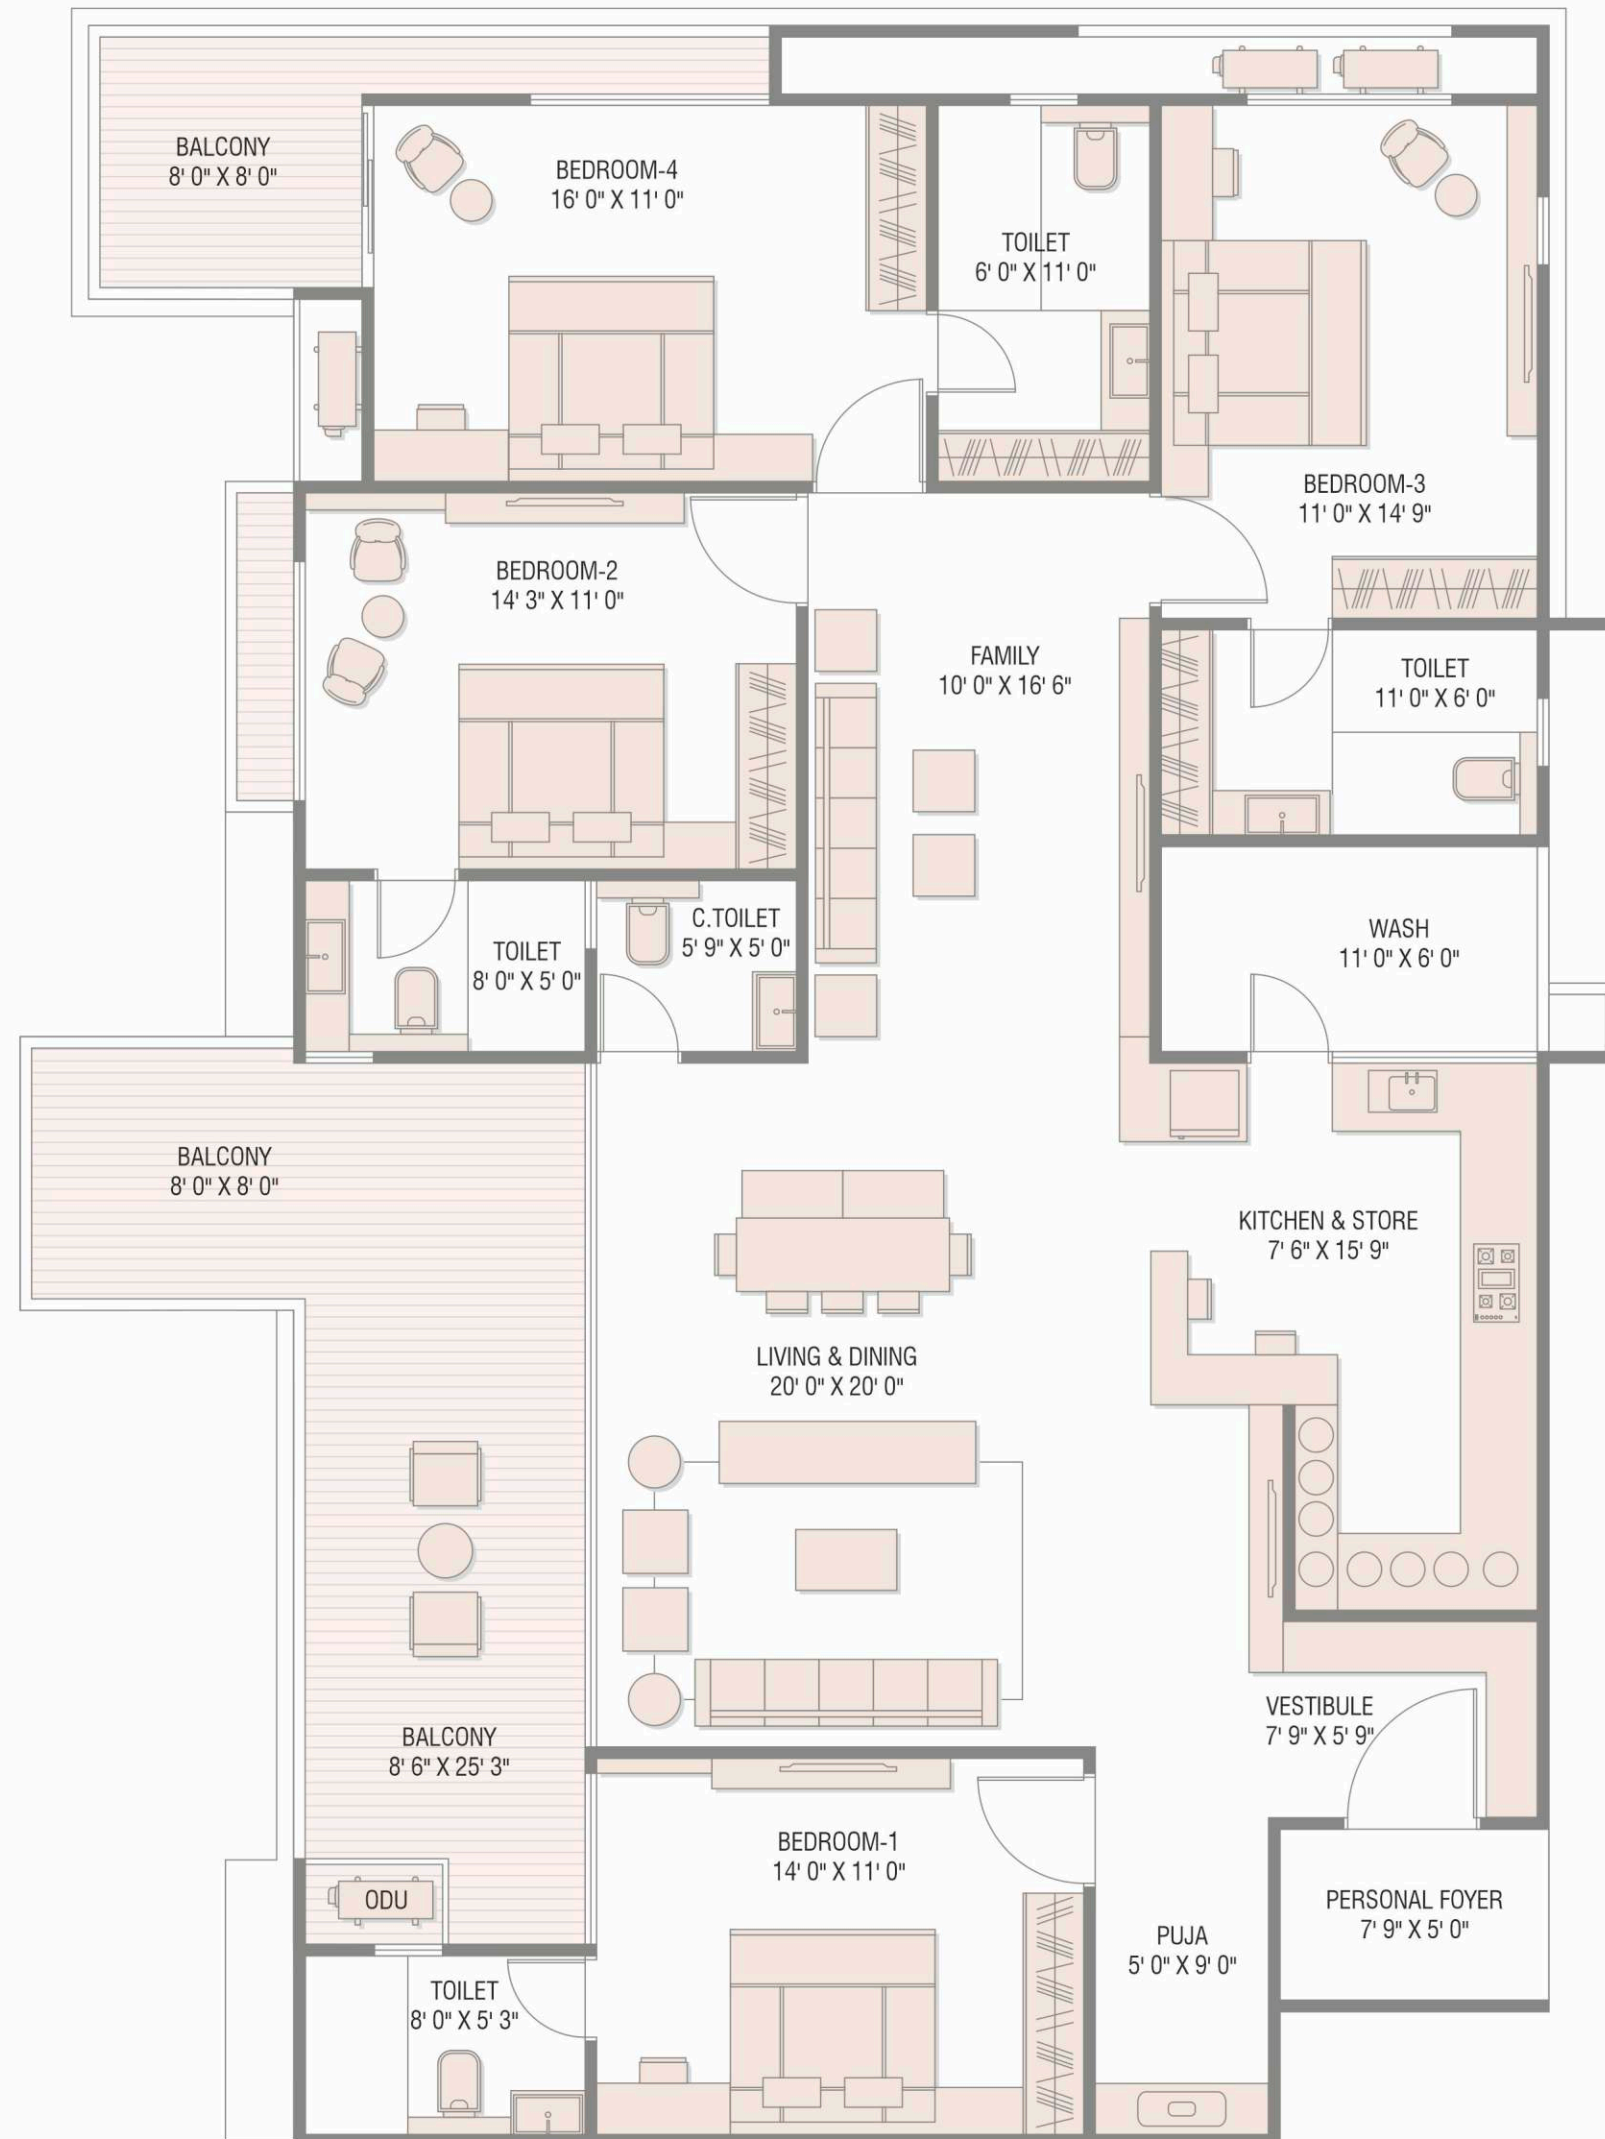 BALCONY
8' 0" X 8' 0"
BEDROOM-4
16' 0" X 11' 0"
TOILET
6' 0" X 11' 0"
BEDROOM-3
11' 0" X 14' 9"
BEDROOM-2
14' 3" X 11' 0"
FAMILY
10' 0" X 16' 6"
TOILET
11' 0" X 6' 0"
C.TOILET
5' 9" X 5' 0"
TOILET
8' 0" X 5' 0"
WASH
11' 0" X 6' 0"
BALCONY
8' 0" X 8' 0"
KITCHEN & STORE
7' 6" X 15' 9"
LIVING & DINING
20' 0" X 20' 0"
VESTIBULE
7' 9" X 5' 9"
BALCONY
8' 6" X 25' 3"
BEDROOM-1
14' 0" X 11' 0"
ODU
PERSONAL FOYER
7' 9" X 5' 0"
PUJA
5' 0" X 9' 0"
TOILET
8' 0" X 5' 3"